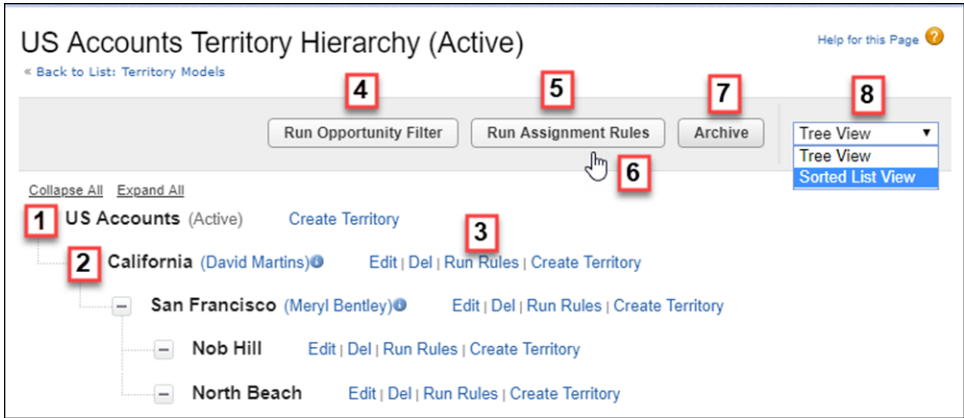 US Accounts Territory Hierarchy (Active)
Help for this Page ?
« Back to List: Territory Models
4 5 7 8
Run Opportunity Filter Run Assignment Rules Archive Tree View
Tree View
6 Sorted List View
Collapse All Expand All
1 US Accounts (Active) Create Territory
3
2 California (David Martins) i Edit | Del | Run Rules | Create Territory
San Francisco (Meryl Bentley) i Edit | Del | Run Rules | Create Territory
Nob Hill Edit | Del | Run Rules | Create Territory
North Beach Edit | Del | Run Rules | Create Territory